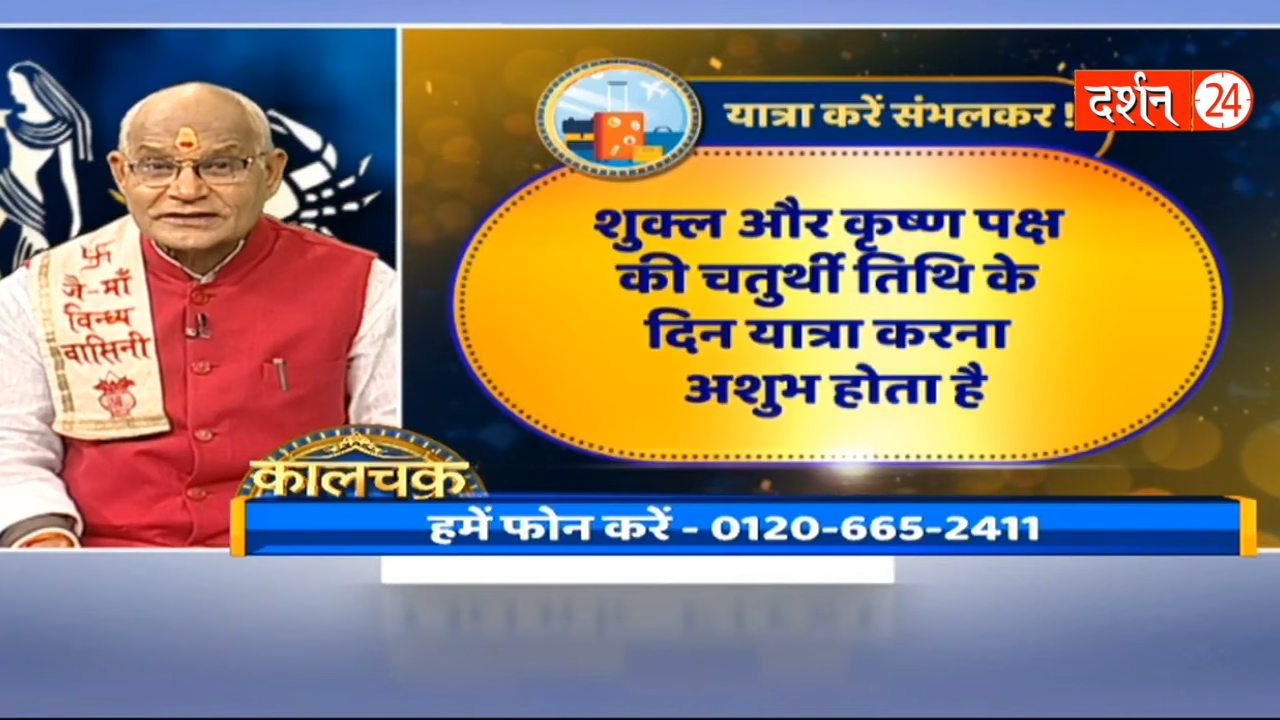 यात्रा करें संभलकर !
दर्शन 24
शुक्ल और कृष्ण पक्ष
की चतुर्थी तिथि के
दिन यात्रा करना
अशुभ होता है
जै-माँ
विन्ध्य
वासिनी
कालचक्र
हमें फोन करें - 0120-665-2411